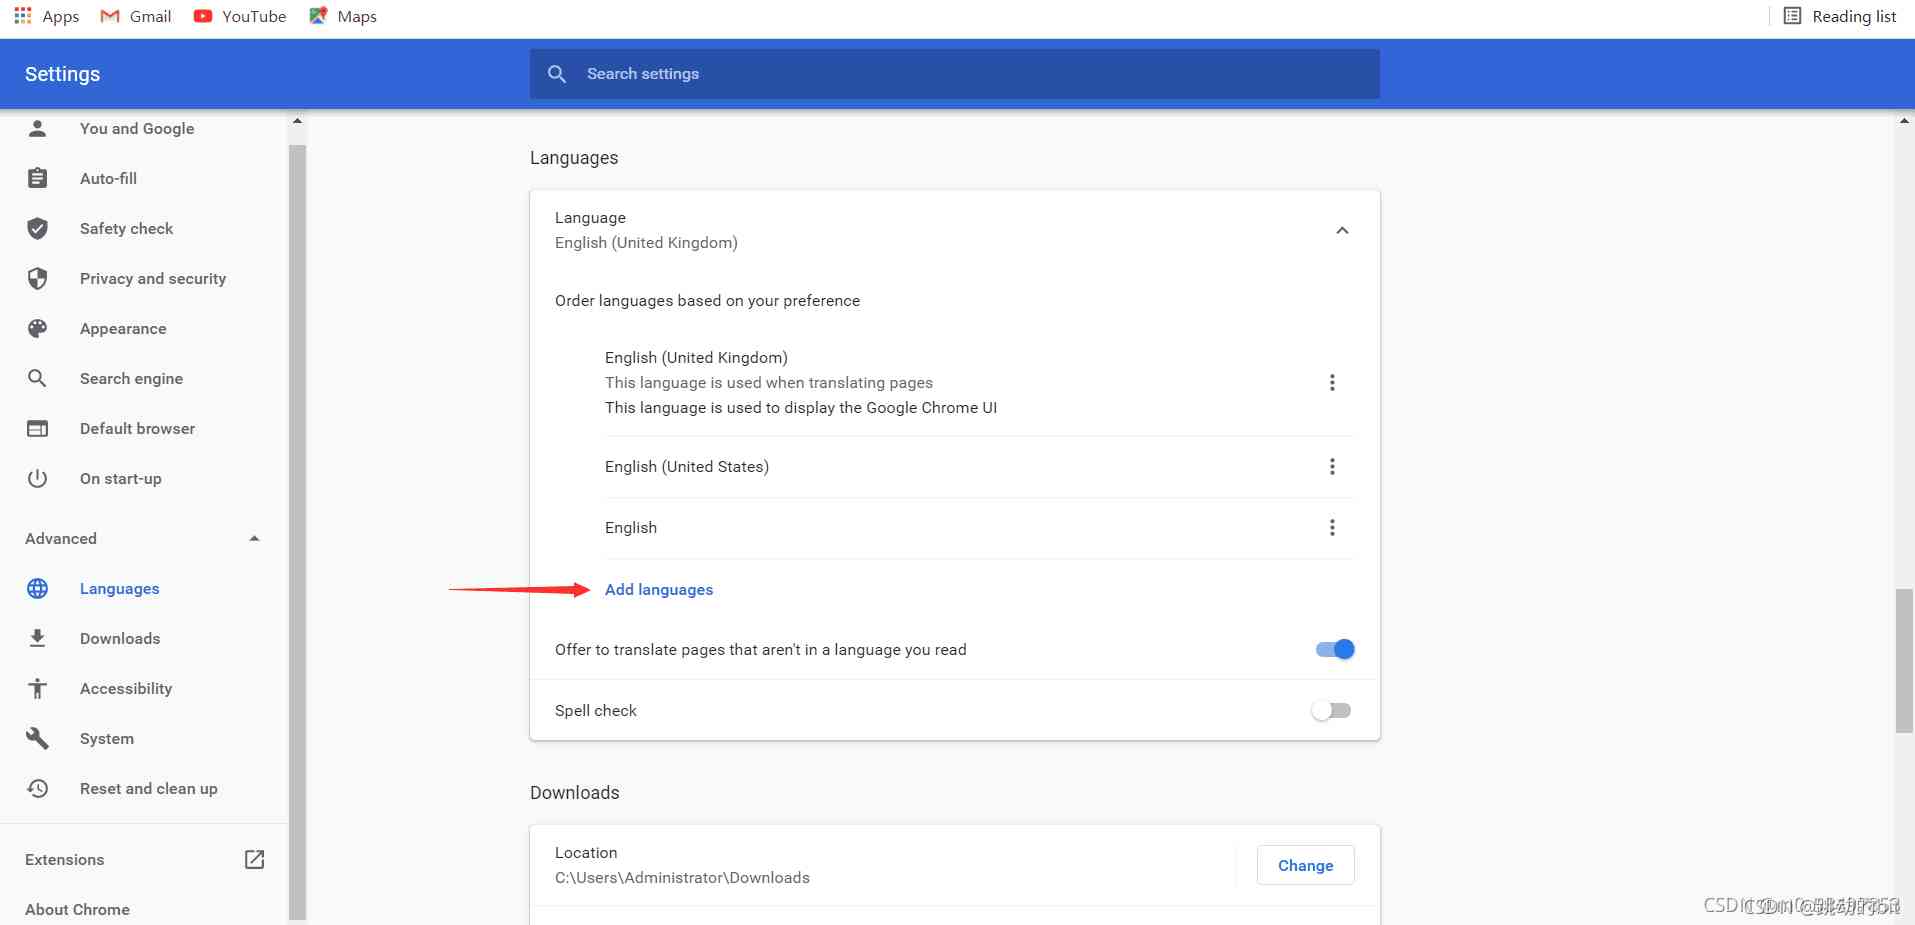 Apps Gmail YouTube Maps Reading list
Settings
Search settings
You and Google
Auto-fill
Safety check
Privacy and security
Appearance
Search engine
Default browser
On start-up
Advanced
Languages
Downloads
Accessibility
System
Reset and clean up
Extensions
About Chrome
Languages
Language
English (United Kingdom)
Order languages based on your preference
English (United Kingdom)
This language is used when translating pages
This language is used to display the Google Chrome UI
English (United States)
English
Add languages
Offer to translate pages that aren't in a language you read
Spell check
Downloads
Location
C:\Users\Administrator\Downloads
Change
CSDN